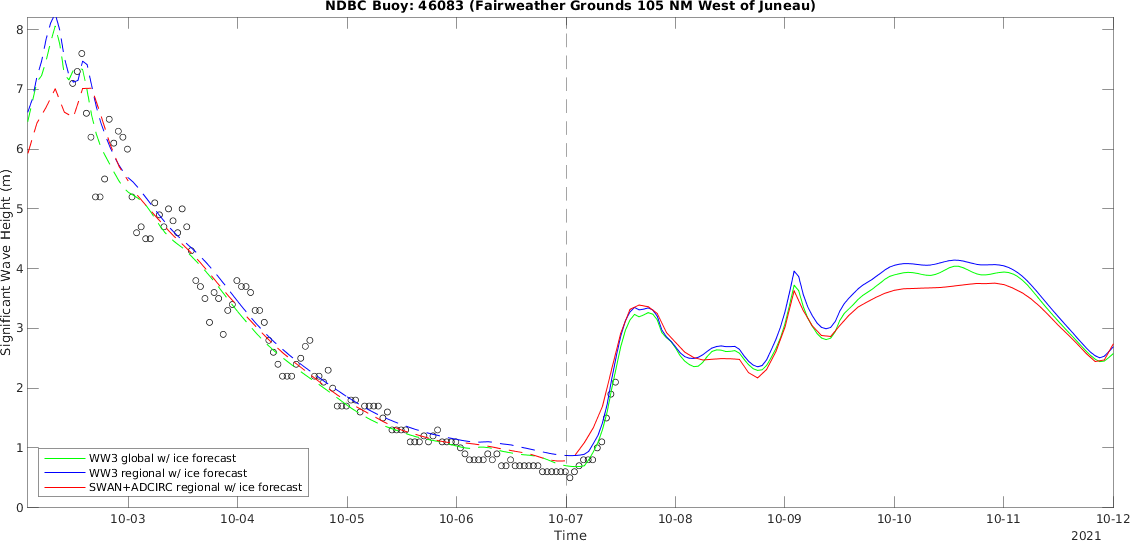 NDBC Buoy: 46083 (Fairweather Grounds 105 NM West of Juneau)
Significant Wave Height (m)
8
7
6
5
4
3
2
1
0
WW3 global w/ ice forecast
WW3 regional w/ ice forecast
SWAN+ADCIRC regional w/ ice forecast
10-03 10-04 10-05 10-06 10-07 10-08 10-09 10-10 10-11 10-12
Time
2021